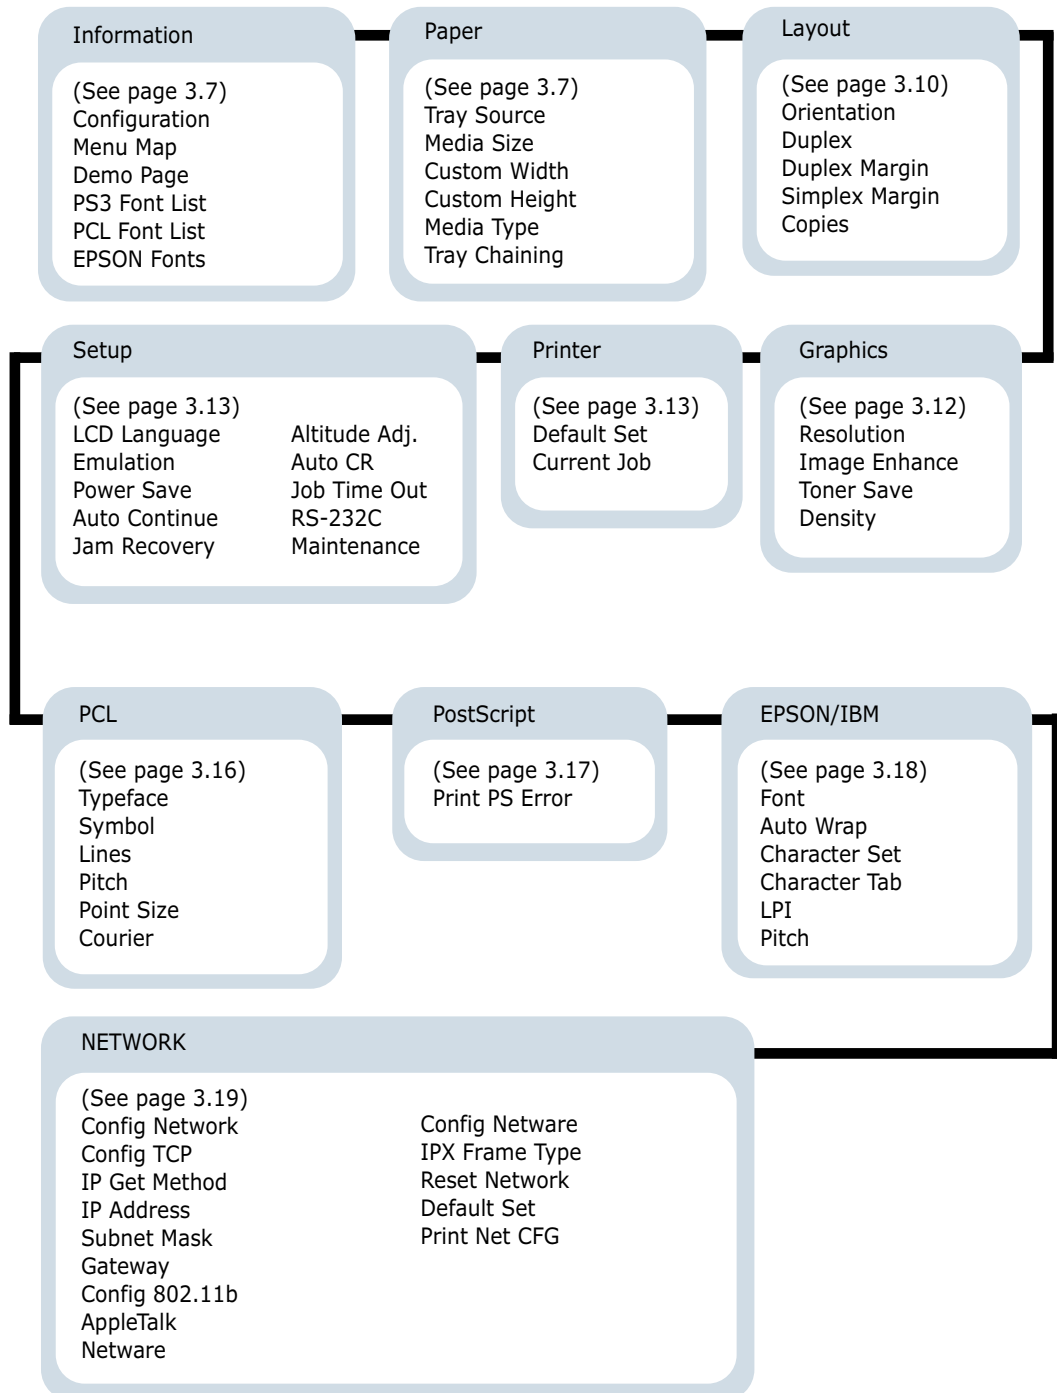 Information
(See page 3.7)
Configuration
Menu Map
Demo Page
PS3 Font List
PCL Font List
EPSON Fonts
Paper
(See page 3.7)
Tray Source
Media Size
Custom Width
Custom Height
Media Type
Tray Chaining
Layout
(See page 3.10)
Orientation
Duplex
Duplex Margin
Simplex Margin
Copies
Setup
(See page 3.13)
LCD Language
Emulation
Power Save
Auto Continue
Jam Recovery
Altitude Adj.
Auto CR
Job Time Out
RS-232C
Maintenance
Printer
(See page 3.13)
Default Set
Current Job
Graphics
(See page 3.12)
Resolution
Image Enhance
Toner Save
Density
PCL
(See page 3.16)
Typeface
Symbol
Lines
Pitch
Point Size
Courier
PostScript
(See page 3.17)
Print PS Error
EPSON/IBM
(See page 3.18)
Font
Auto Wrap
Character Set
Character Tab
LPI
Pitch
NETWORK
(See page 3.19)
Config Network
Config TCP
IP Get Method
IP Address
Subnet Mask
Gateway
Config 802.11b
AppleTalk
Netware
Config Netware
IPX Frame Type
Reset Network
Default Set
Print Net CFG